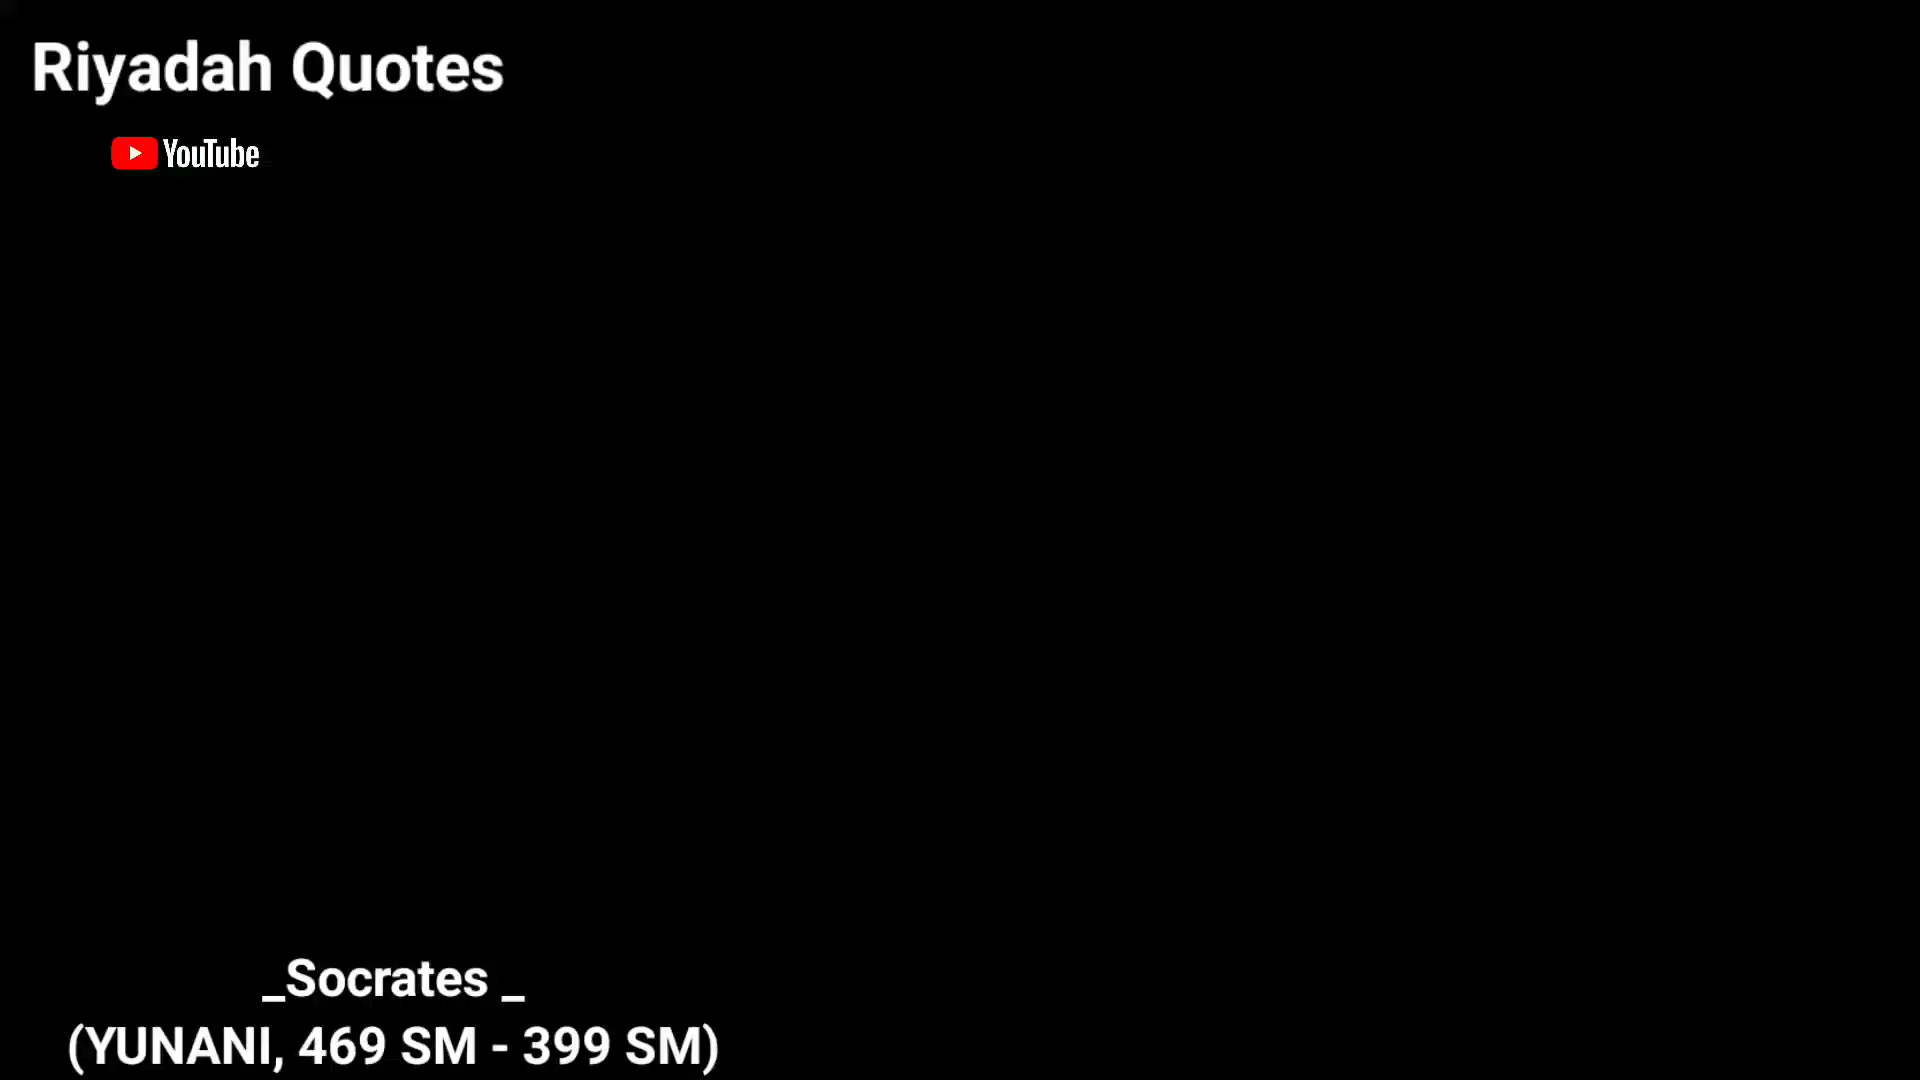 Riyadah Quotes
YouTube
_Socrates _
(YUNANI, 469 SM - 399 SM)